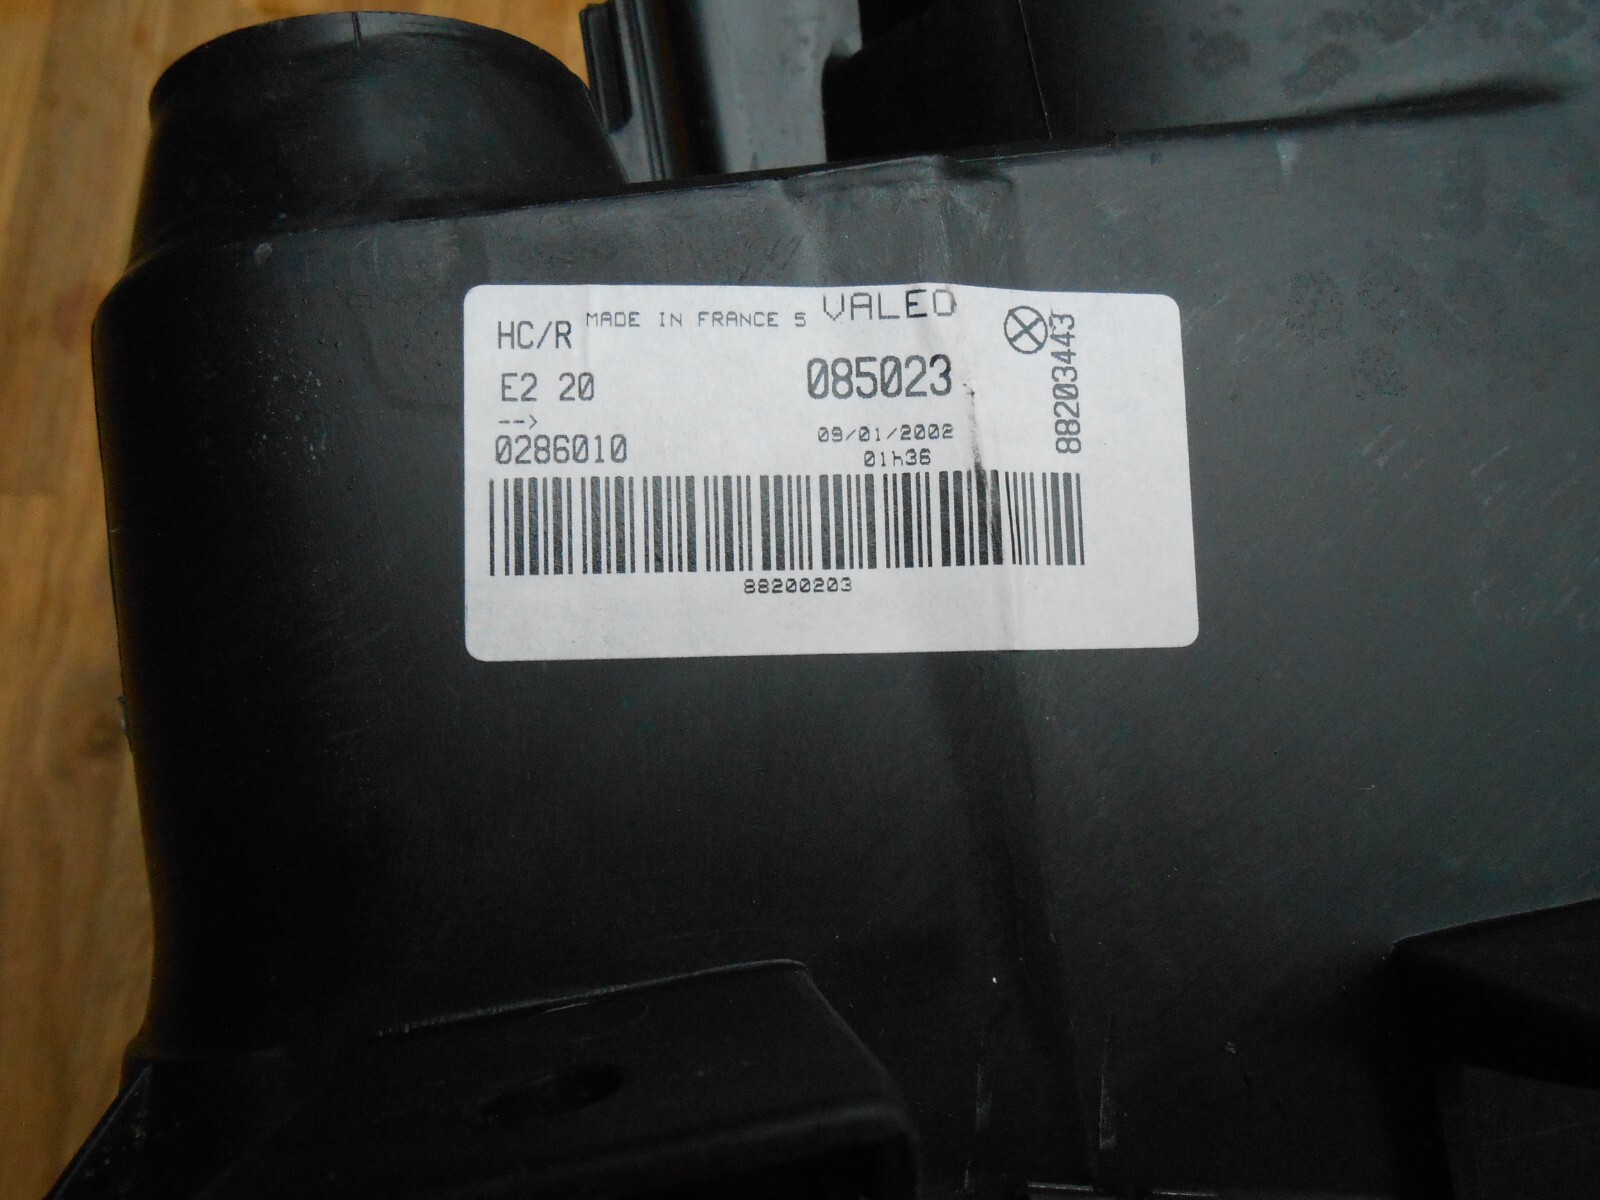 HC/R MADE IN FRANCE 5 VALEO
E2 20 085023
-->
0286010 09/01/2002
01h36
88203443
88200203